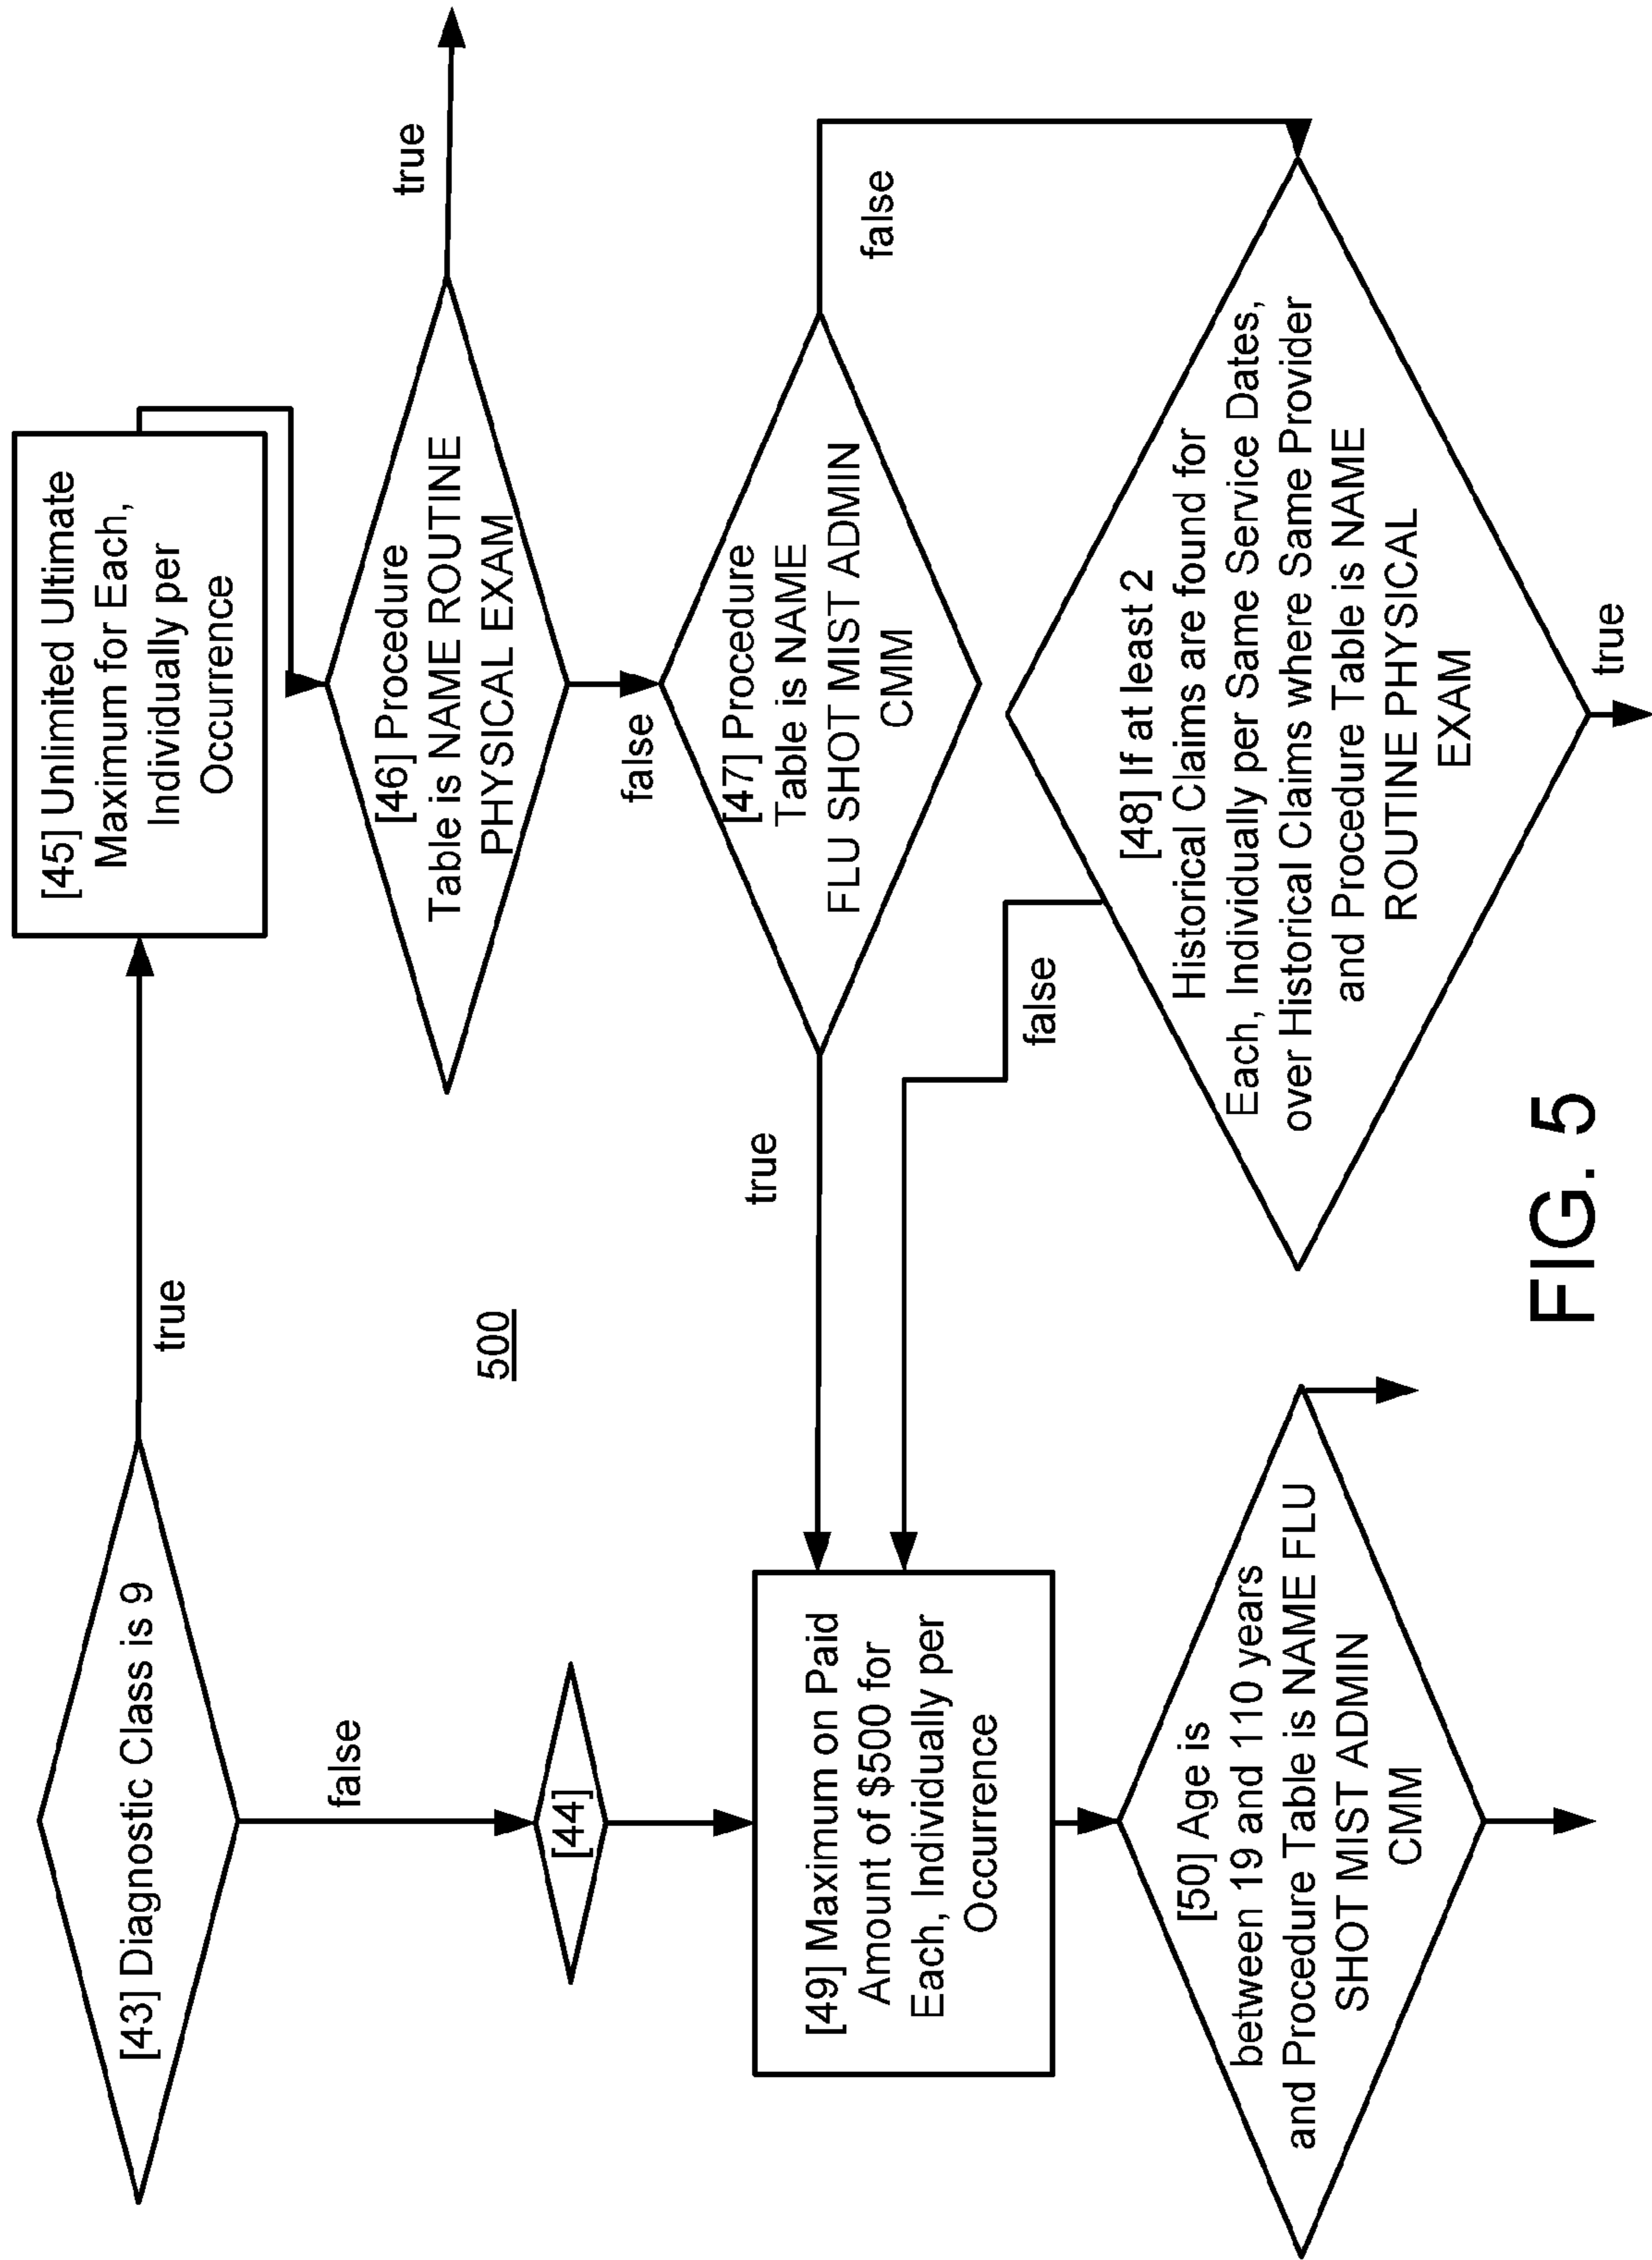 [43] Diagnostic Class is 9
true
false
[44]
[45] Unlimited Ultimate
Maximum for Each,
Individually per
Occurrence
[46] Procedure
Table is NAME ROUTINE
PHYSICAL EXAM
true
false
500
[47] Procedure
Table is NAME
FLU SHOT MIST ADMIN
CMM
true
false
[49] Maximum on Paid
Amount of $500 for
Each, Individually per
Occurrence
[48] If at least 2
Historical Claims are found for
Each, Individually per Same Service Dates,
over Historical Claims where Same Provider
and Procedure Table is NAME
ROUTINE PHYSICAL
EXAM
false
true
[50] Age is
between 19 and 110 years
and Procedure Table is NAME FLU
SHOT MIST ADMIN
CMM
FIG. 5